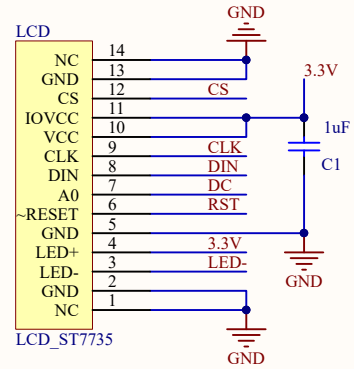 GND
LCD
NC 14
GND 13
CS 12 CS
3.3V
IOVCC 11
VCC 10
1uF
CLK 9 CLK
C1
DIN 8 DIN
A0 7 DC
~RESET 6 RST
GND 5
LED+ 4 3.3V
LED- 3 LED-
GND
GND 2
NC 1
LCD_ST7735
GND